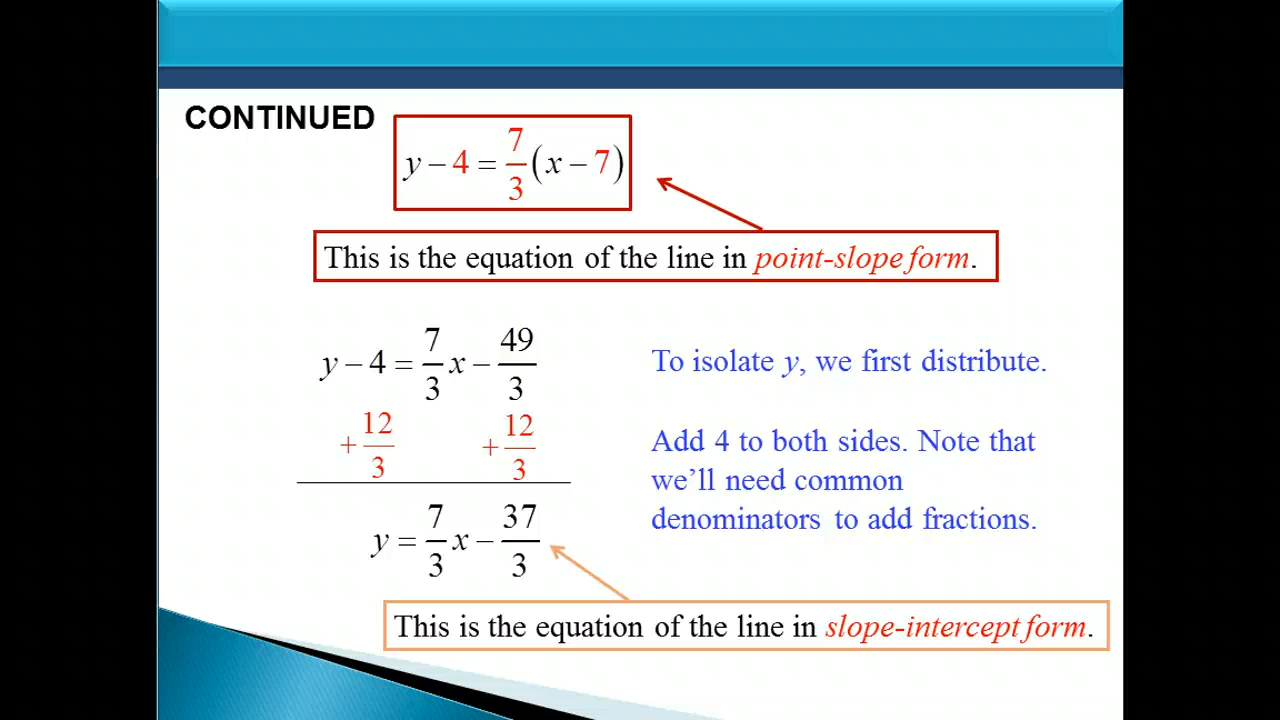 CONTINUED
y − 4 = 7/3 (x − 7)
This is the equation of the line in point-slope form.
y − 4 = 7/3 x − 49/3
To isolate y, we first distribute.
+ 12/3 + 12/3
Add 4 to both sides. Note that
we’ll need common
denominators to add fractions.
y = 7/3 x − 37/3
This is the equation of the line in slope-intercept form.